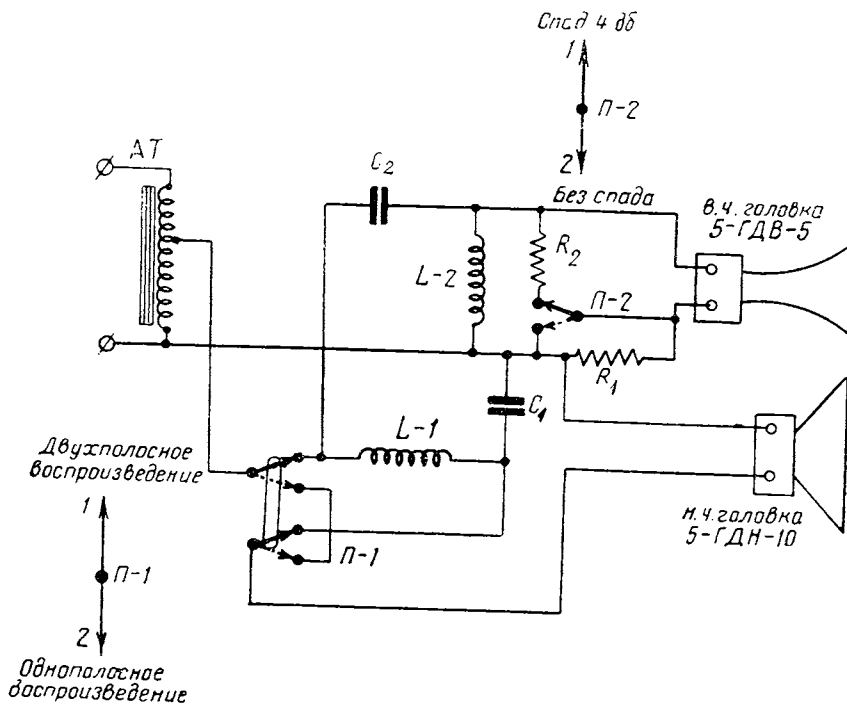 Спад 4 дб
1
П-2
2
Без спада
АТ
C2
L-2
R2
П-2
В.ч. головка
5-ГДВ-5
R1
C1
L-1
Двухполосное
воспроизведение
1
П-1
2
Однополосное
воспроизведение
П-1
Н.ч. головка
5-ГДН-10